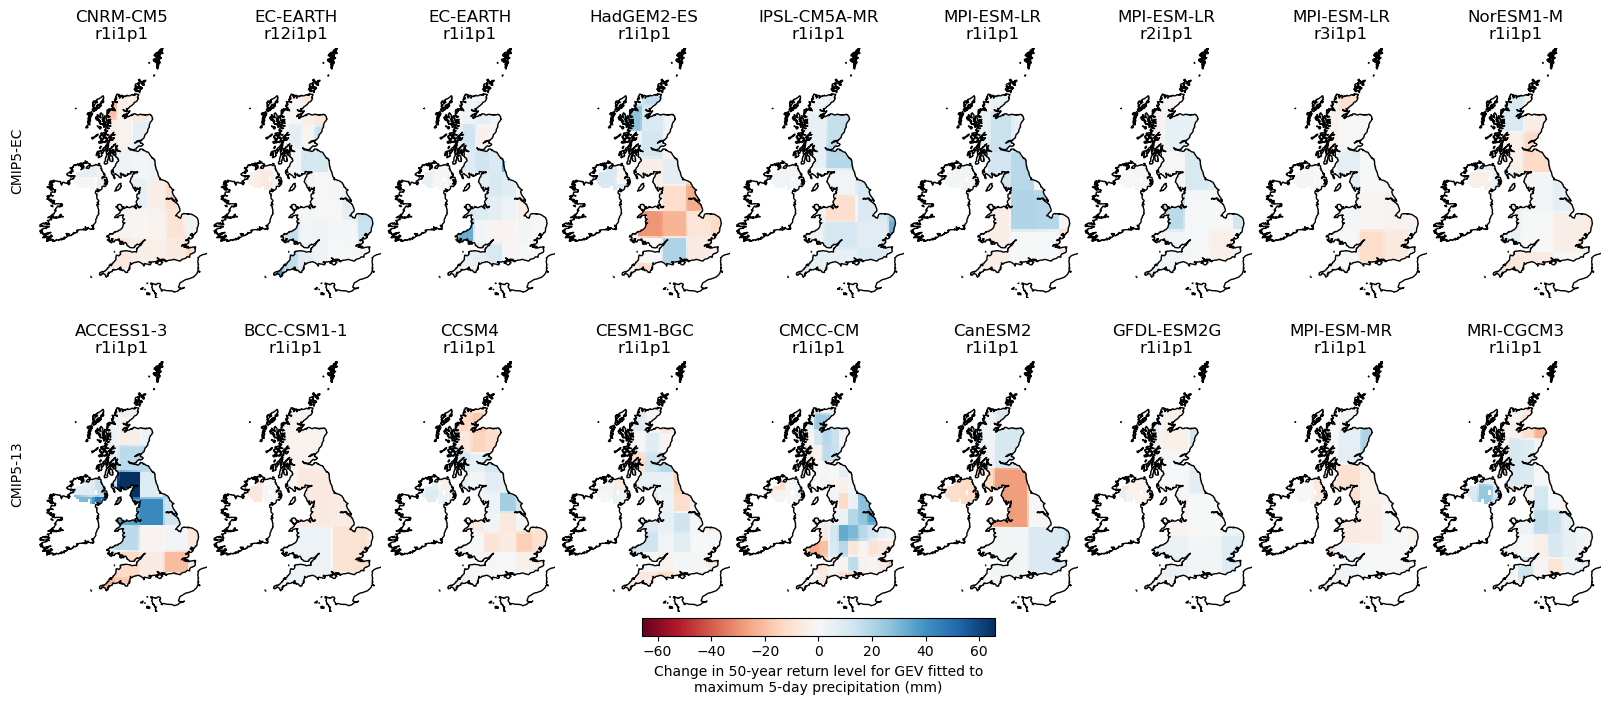 CNRM-CM5
r1i1p1
EC-EARTH
r12i1p1
EC-EARTH
r1i1p1
HadGEM2-ES
r1i1p1
IPSL-CM5A-MR
r1i1p1
MPI-ESM-LR
r1i1p1
MPI-ESM-LR
r2i1p1
MPI-ESM-LR
r3i1p1
NorESM1-M
r1i1p1
CMIP5-EC
ACCESS1-3
r1i1p1
BCC-CSM1-1
r1i1p1
CCSM4
r1i1p1
CESM1-BGC
r1i1p1
CMCC-CM
r1i1p1
CanESM2
r1i1p1
GFDL-ESM2G
r1i1p1
MPI-ESM-MR
r1i1p1
MRI-CGCM3
r1i1p1
CMIP5-13
−60 −40 −20 0 20 40 60
Change in 50-year return level for GEV fitted to
maximum 5-day precipitation (mm)